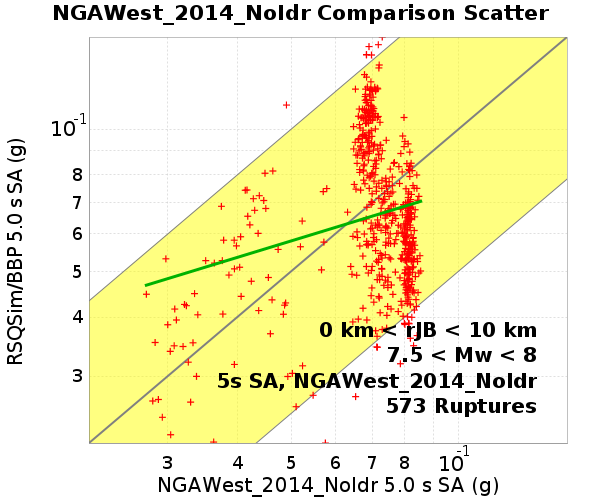 NGAWest_2014_NoIdr Comparison Scatter
RSQSim/BBP 5.0 s SA (g)
10⁻¹
8
7
6
5
4
3
0 km < rJB < 10 km
7.5 < Mw < 8
5s SA, NGAWest_2014_NoIdr
573 Ruptures
3 4 5 6 7 8 10⁻¹
NGAWest_2014_NoIdr 5.0 s SA (g)